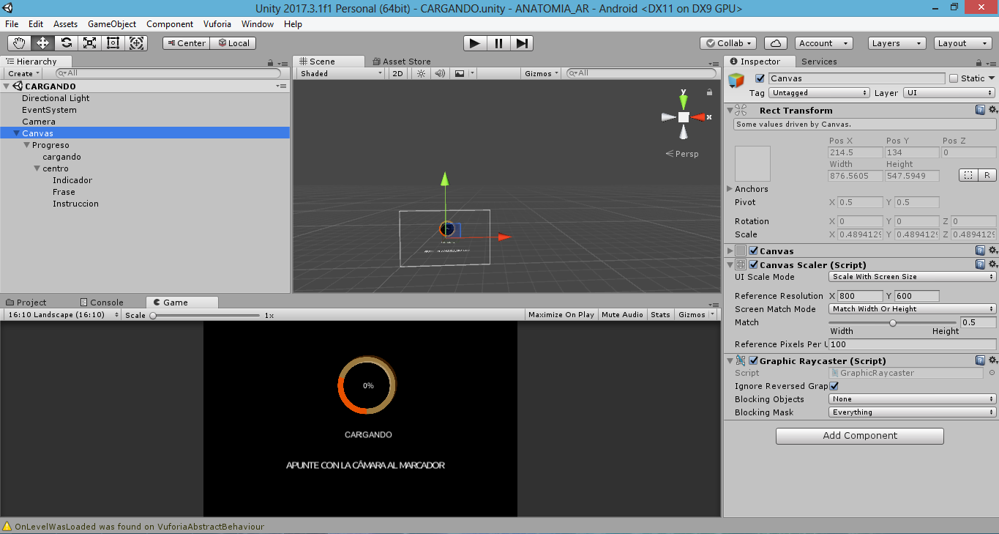 Unity 2017.3.1f1 Personal (64bit) - CARGANDO.unity - ANATOMIA_AR - Android <DX11 on DX9 GPU>
File Edit Assets GameObject Component Vuforia Window Help
Center Local Collab Account Layers Layout
Hierarchy
Create All
CARGANDO
Directional Light
EventSystem
Camera
Canvas
Progreso
cargando
centro
Indicador
Frase
Instruccion
Scene Asset Store
Shaded 2D Gizmos All
y
x
Persp
Project Console Game
16:10 Landscape (16:10) Scale 1x Maximize On Play Mute Audio Stats Gizmos
0%
CARGANDO
APUNTE CON LA CÁMARA AL MARCADOR
Inspector Services
Canvas Static
Tag Untagged Layer UI
Rect Transform
Some values driven by Canvas.
Pos X Pos Y Pos Z
214.5 134 0
Width Height
876.5605 547.5949 R
Anchors
Pivot X 0.5 Y 0.5
Rotation X 0 Y 0 Z 0
Scale X 0.4894129 Y 0.4894129 Z 0.4894129
Canvas
Canvas Scaler (Script)
UI Scale Mode Scale With Screen Size
Reference Resolution X 800 Y 600
Screen Match Mode Match Width Or Height
Match 0.5
Width Height
Reference Pixels Per U 100
Graphic Raycaster (Script)
Script GraphicRaycaster
Ignore Reversed Grap
Blocking Objects None
Blocking Mask Everything
Add Component
OnLevelWasLoaded was found on VuforiaAbstractBehaviour